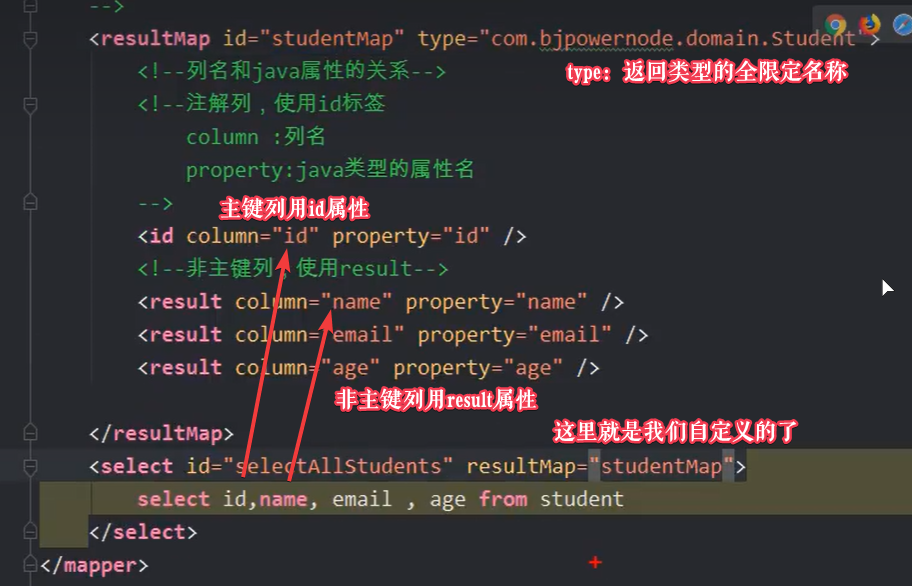 -->
<resultMap id="studentMap" type="com.bjpowernode.domain.Student">
type：返回类型的全限定名称
<!--列名和java属性的关系-->
<!--注解列，使用id标签
column :列名
property:java类型的属性名
-->
主键列用id属性
<id column="id" property="id" />
<!--非主键列，使用result-->
<result column="name" property="name" />
<result column="email" property="email" />
<result column="age" property="age" />
非主键列用result属性
</resultMap>
这里就是我们自定义的了
<select id="selectAllStudents" resultMap="studentMap">
select id,name, email , age from student
</select>
</mapper>